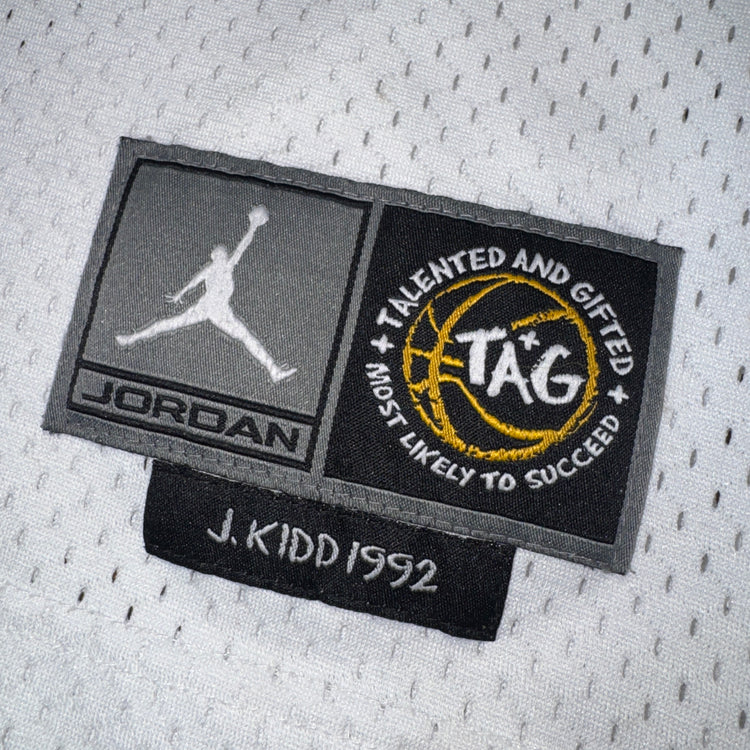 JORDAN
TALENTED AND GIFTED
TAG
MOST LIKELY TO SUCCEED
J. KIDD 1992